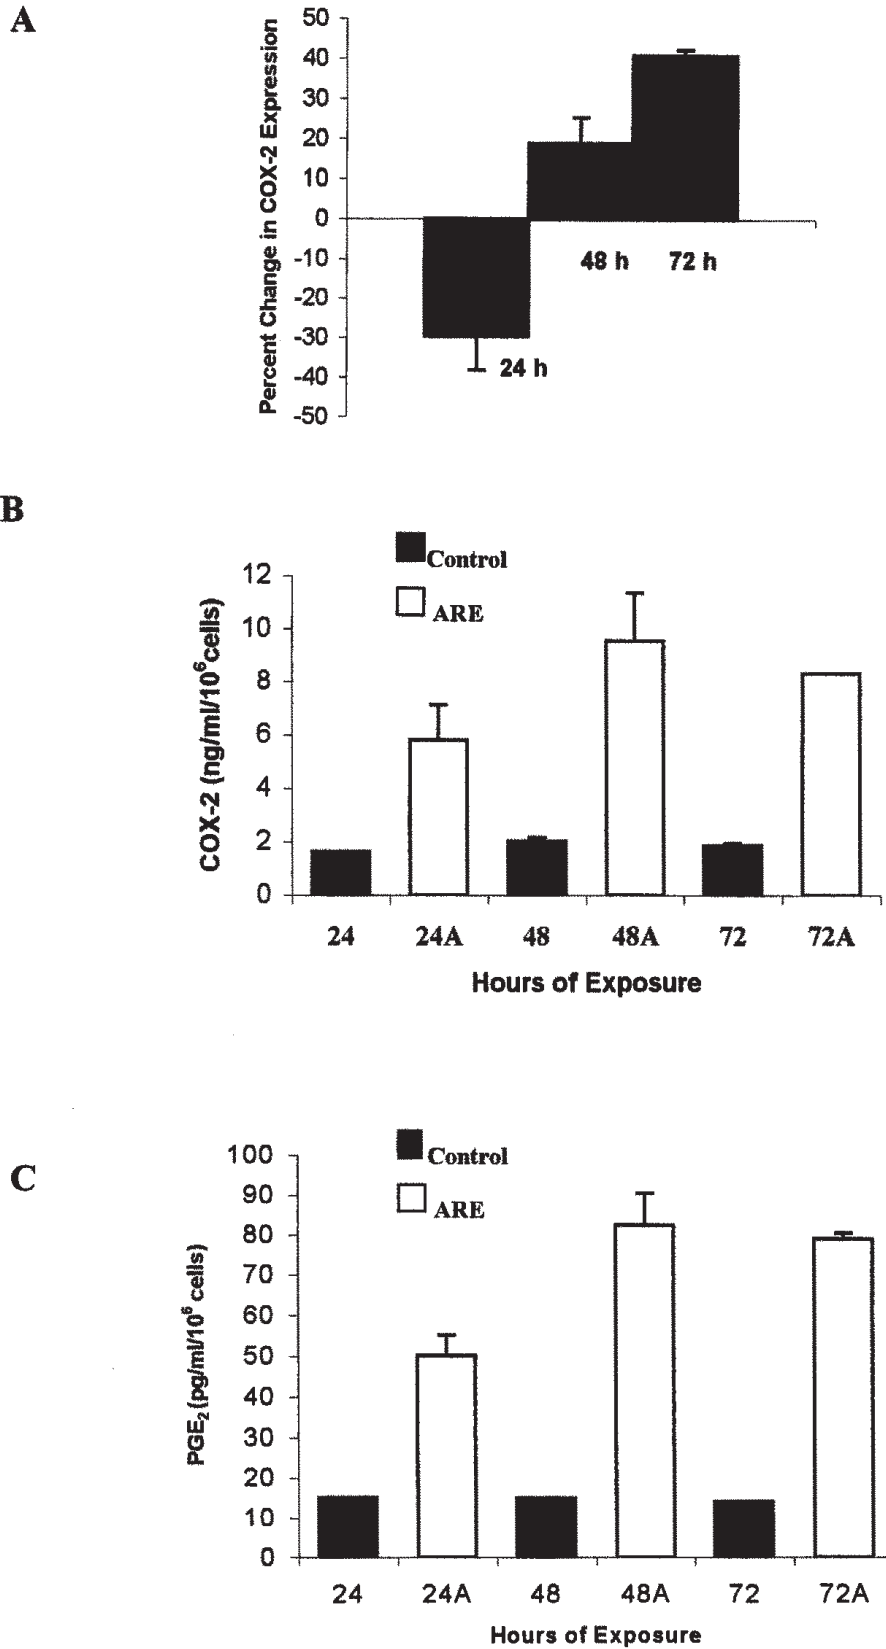 A
Percent Change in COX-2 Expression
50
40
30
20
10
0
-10
-20
-30
-40
-50
48 h
72 h
24 h
B
Control
ARE
COX-2 (ng/ml/10⁶cells)
12
10
8
6
4
2
0
24 24A 48 48A 72 72A
Hours of Exposure
C
Control
ARE
PGE₂ (pg/ml/10⁶ cells)
100
90
80
70
60
50
40
30
20
10
0
24 24A 48 48A 72 72A
Hours of Exposure